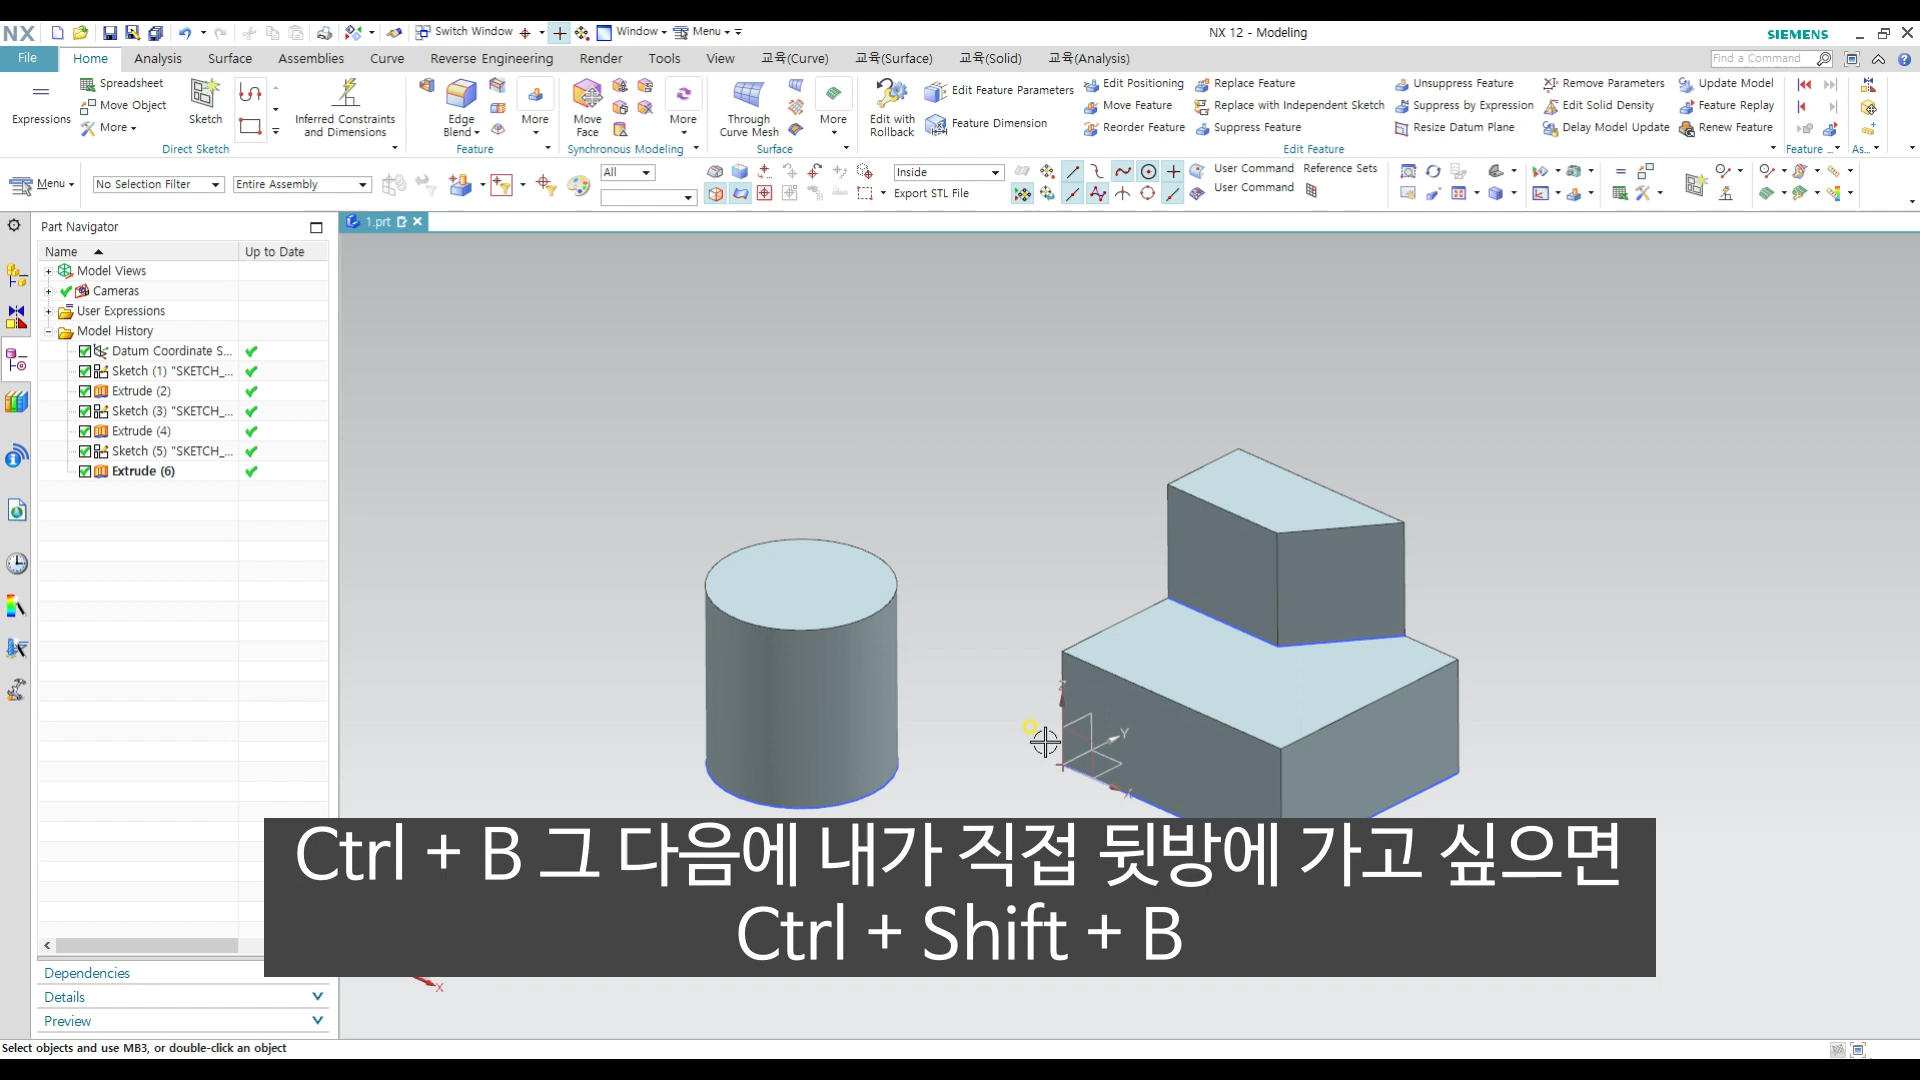 NX
Switch Window
Window
Menu
NX 12 - Modeling
SIEMENS
File
Home
Analysis
Surface
Assemblies
Curve
Reverse Engineering
Render
Tools
View
교육(Curve)
교육(Surface)
교육(Solid)
교육(Analysis)
Find a Command
Expressions
Spreadsheet
Move Object
More
Sketch
Inferred Constraints
and Dimensions
Direct Sketch
Edge
Blend
More
Feature
Move
Face
More
Synchronous Modeling
Through
Curve Mesh
More
Surface
Edit with
Rollback
Edit Feature Parameters
Feature Dimension
Edit Positioning
Move Feature
Reorder Feature
Replace Feature
Replace with Independent Sketch
Suppress Feature
Unsuppress Feature
Suppress by Expression
Resize Datum Plane
Remove Parameters
Edit Solid Density
Delay Model Update
Update Model
Feature Replay
Renew Feature
Edit Feature
Feature ...
As...
Menu
No Selection Filter
Entire Assembly
All
Inside
Export STL File
User Command
User Command
Reference Sets
Part Navigator
1.prt
Name
Up to Date
Model Views
Cameras
User Expressions
Model History
Datum Coordinate S...
Sketch (1) "SKETCH_...
Extrude (2)
Sketch (3) "SKETCH_...
Extrude (4)
Sketch (5) "SKETCH_...
Extrude (6)
Z
Y
X
Ctrl + B 그 다음에 내가 직접 뒷방에 가고 싶으면
Ctrl + Shift + B
X
Dependencies
Details
Preview
Select objects and use MB3, or double-click an object